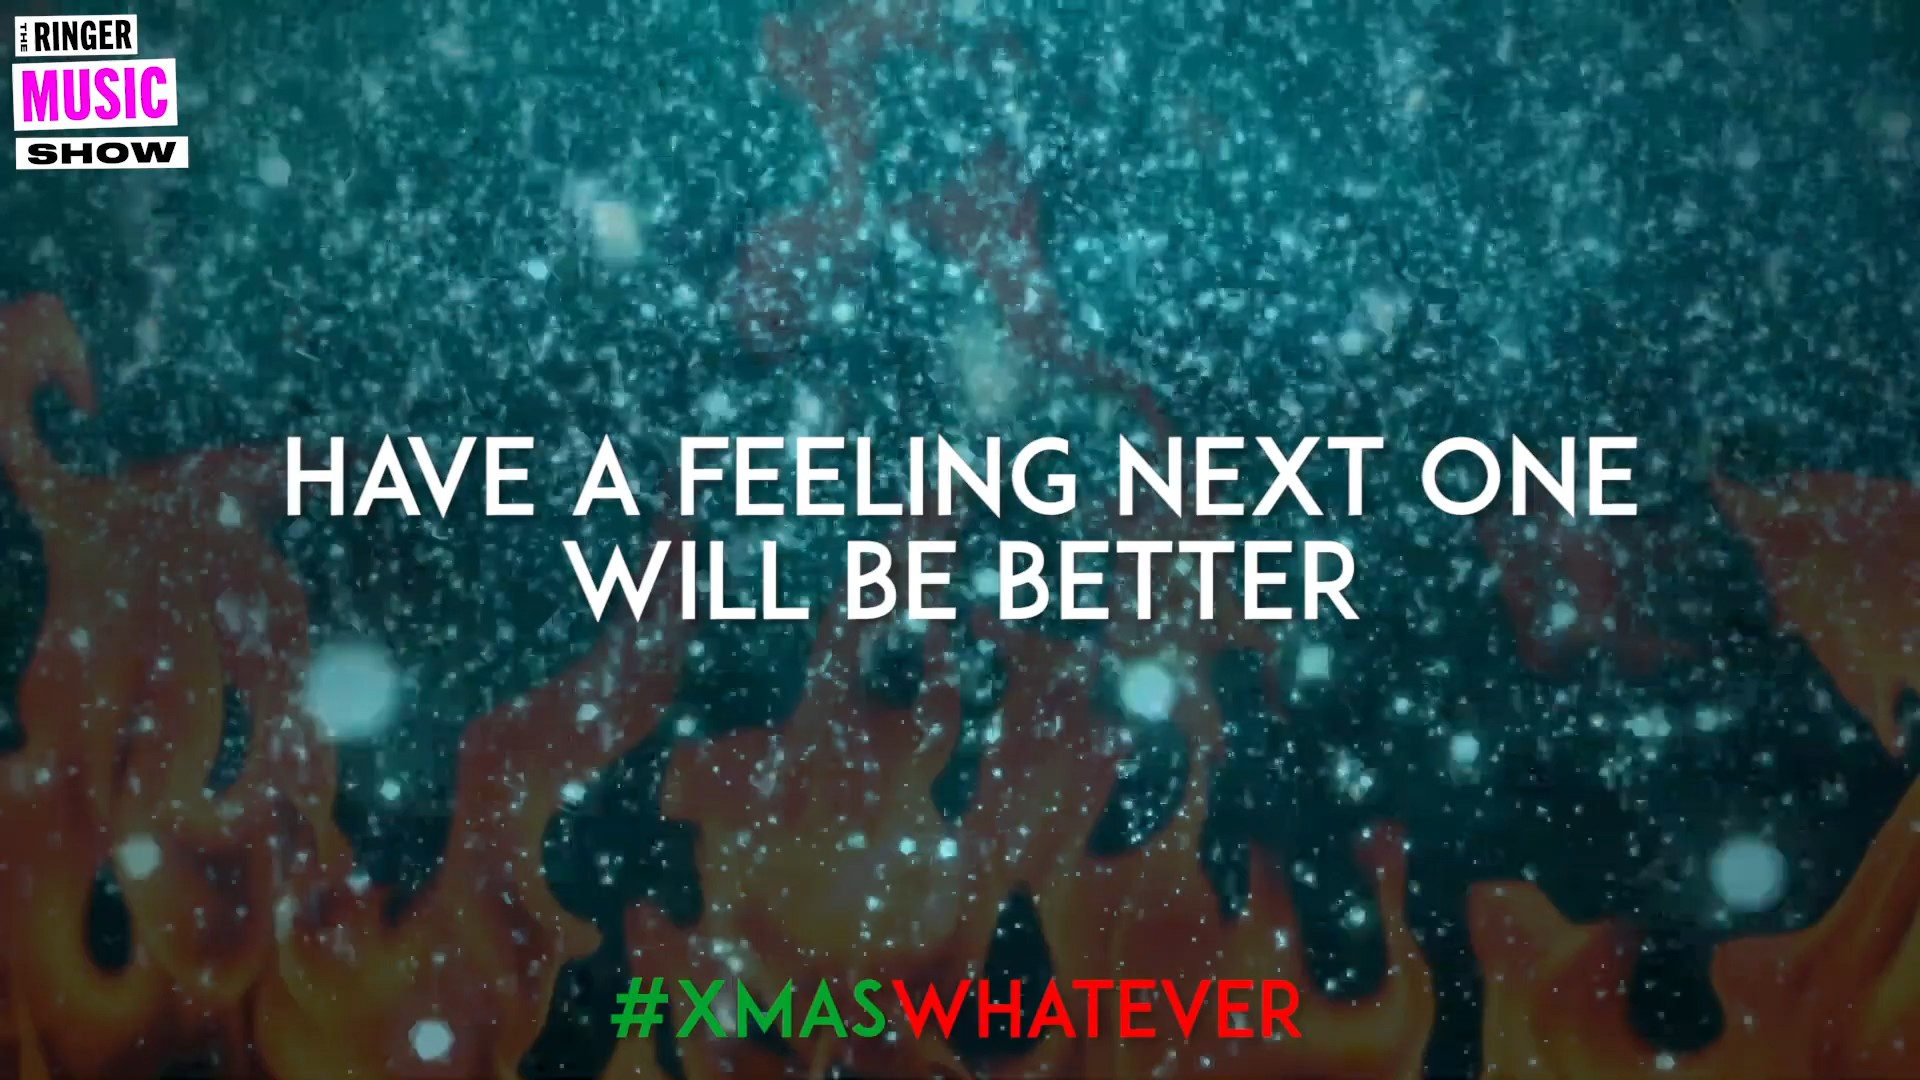 THE
RINGER
MUSIC
SHOW
HAVE A FEELING NEXT ONE
WILL BE BETTER
#XMASWHATEVER